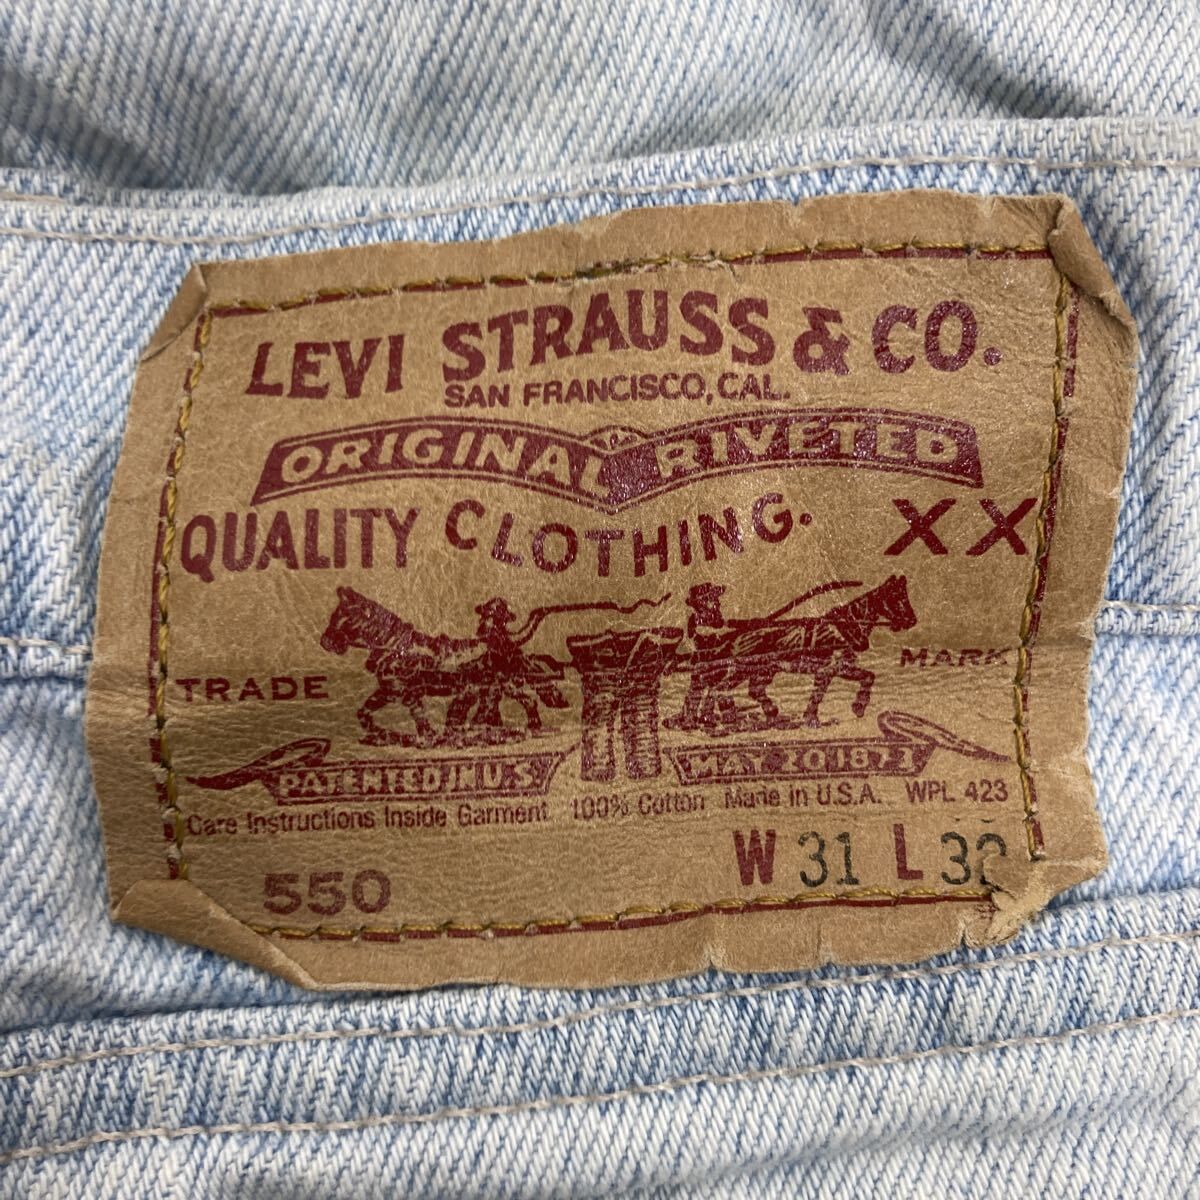 LEVI STRAUSS & CO.
SAN FRANCISCO, CAL.
ORIGINAL RIVETED
QUALITY CLOTHING. XX
TRADE MARK
PATENTED IN U.S. MAY 20 1873
Care Instructions Inside Garment 100% Cotton Made in U.S.A. WPL 423
W 31 L 32
550